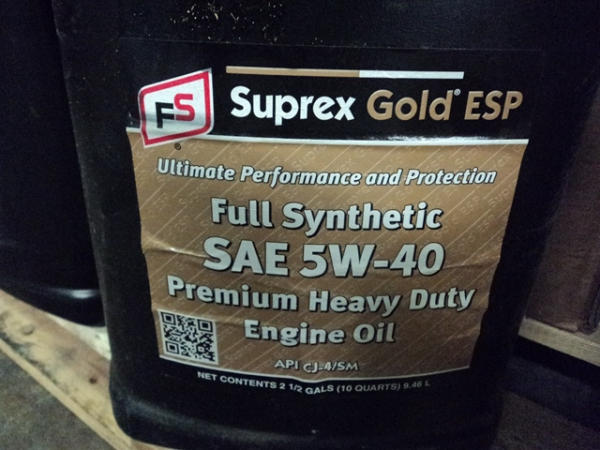 FS
Suprex Gold® ESP
®
Ultimate Performance and Protection
Full Synthetic
SAE 5W-40
Premium Heavy Duty
Engine Oil
API CJ-4/SM
NET CONTENTS 2 1/2 GALS (10 QUARTS) 9.46 L